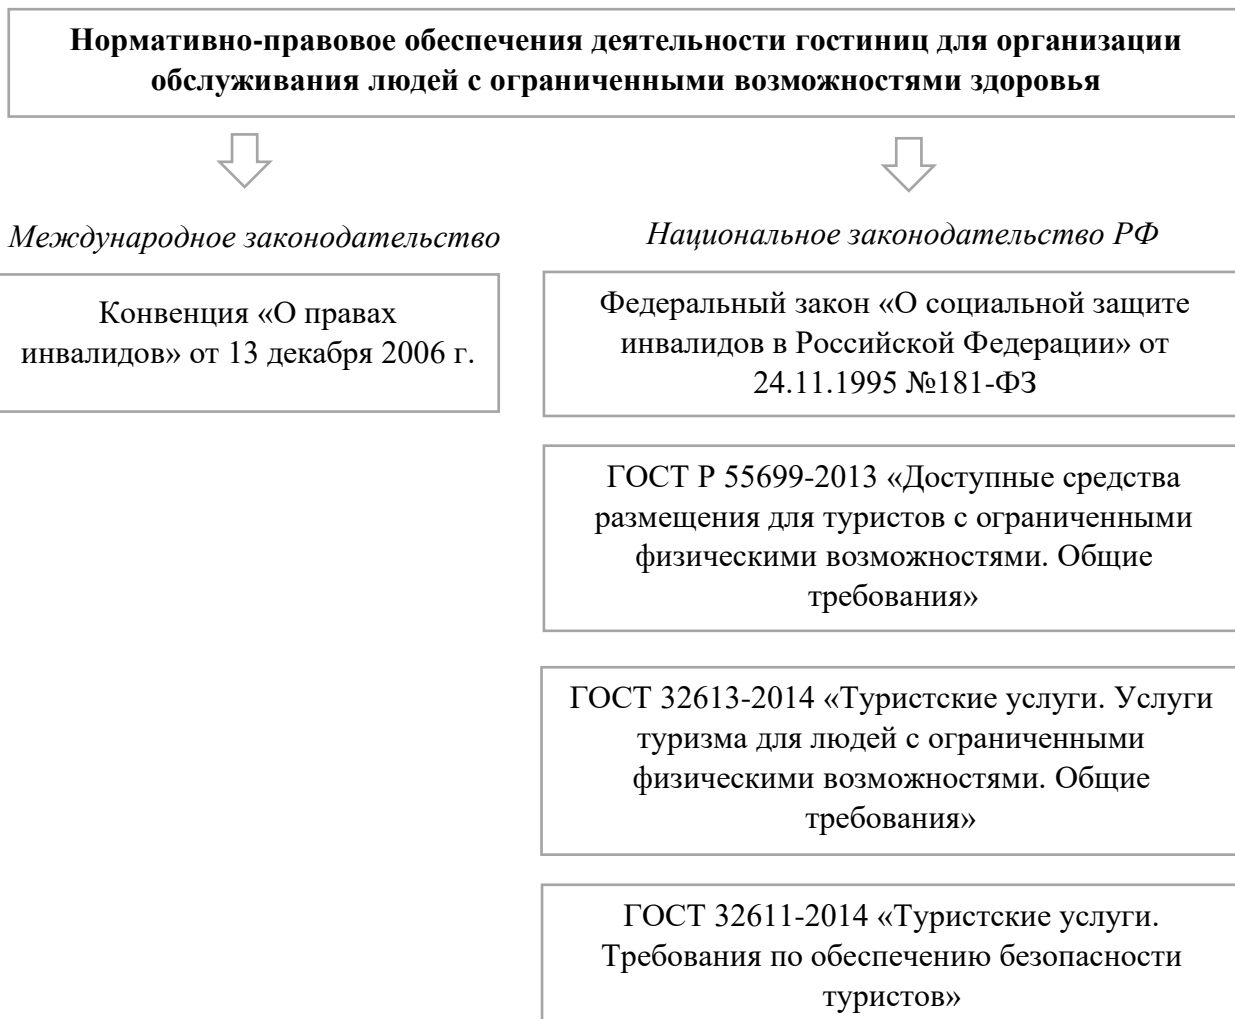 Нормативно-правовое обеспечения деятельности гостиниц для организации
обслуживания людей с ограниченными возможностями здоровья
Международное законодательство
Конвенция «О правах
инвалидов» от 13 декабря 2006 г.
Национальное законодательство РФ
Федеральный закон «О социальной защите
инвалидов в Российской Федерации» от
24.11.1995 №181-ФЗ
ГОСТ Р 55699-2013 «Доступные средства
размещения для туристов с ограниченными
физическими возможностями. Общие
требования»
ГОСТ 32613-2014 «Туристские услуги. Услуги
туризма для людей с ограниченными
физическими возможностями. Общие
требования»
ГОСТ 32611-2014 «Туристские услуги.
Требования по обеспечению безопасности
туристов»